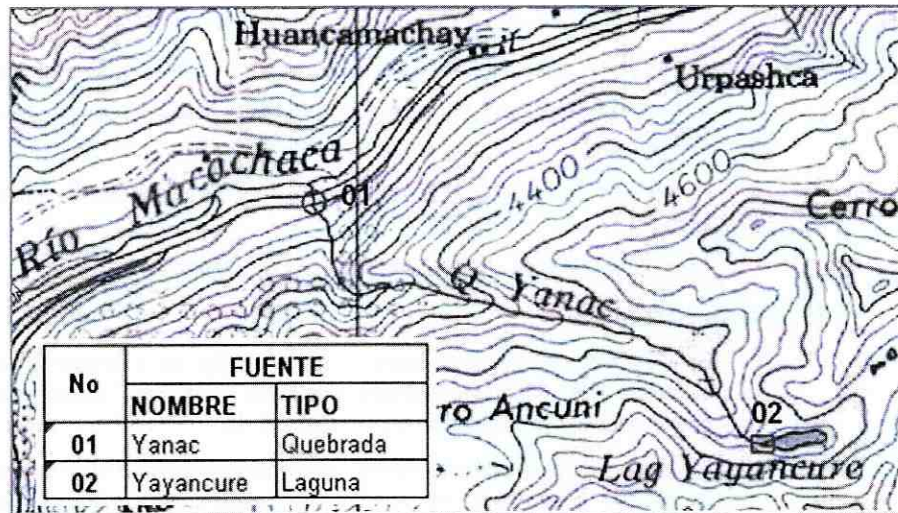 Huancamachay
Urpashca
Río Macachaca
01
4400
4600
Cerro
Q Yanac
No FUENTE
NOMBRE TIPO
01 Yanac Quebrada
02 Yayancure Laguna
ro Ancuni
02
Lag Yayancure